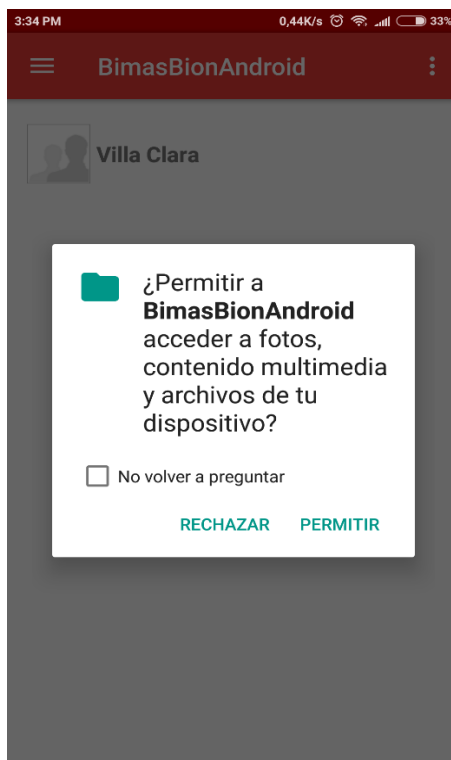 3:34 PM 0,44K/s 33%
BimasBionAndroid
Villa Clara
¿Permitir a
BimasBionAndroid
acceder a fotos,
contenido multimedia
y archivos de tu
dispositivo?
No volver a preguntar
RECHAZAR PERMITIR